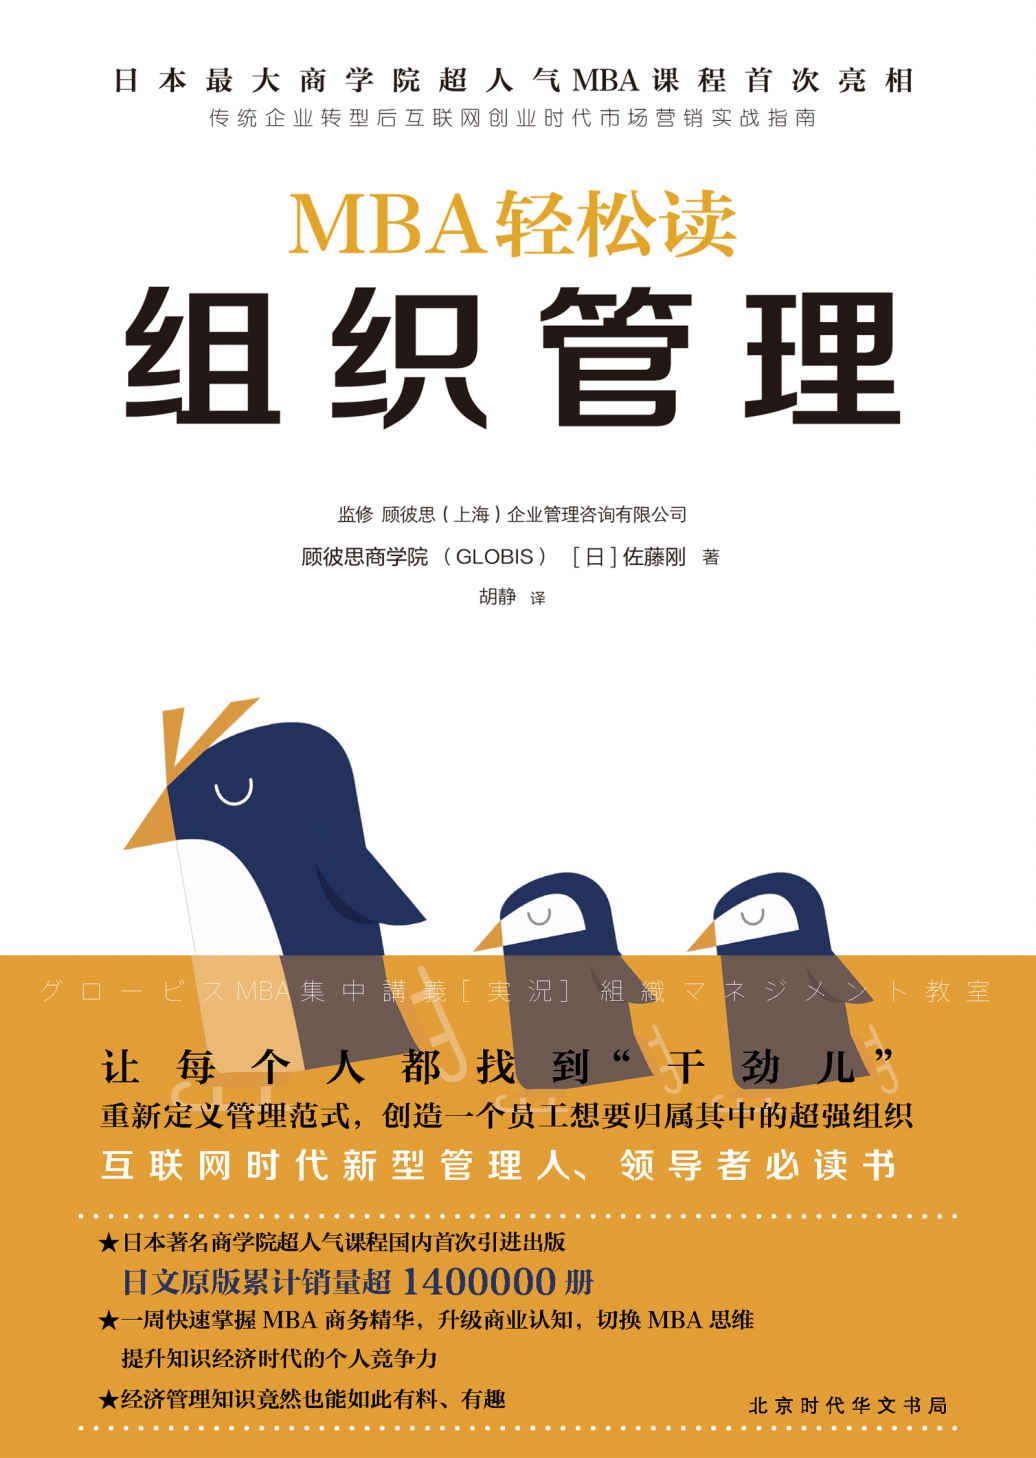 日本最大商学院超人气MBA课程首次亮相
传统企业转型后互联网创业时代市场营销实战指南
MBA轻松读
组织管理
监修 顾彼思(上海)企业管理咨询有限公司
顾彼思商学院(GLOBIS) [日]佐藤刚 著
胡静 译
グロービスMBA集中講義[実況]組織マネジメント教室
让每个人都找到“干劲儿”
重新定义管理范式，创造一个员工想要归属其中的超强组织
互联网时代新型管理人、领导者必读书
★日本著名商学院超人气课程国内首次引进出版
日文原版累计销量超1400000册
★一周快速掌握MBA商务精华，升级商业认知，切换MBA思维
提升知识经济时代的个人竞争力
★经济管理知识竟然也能如此有料、有趣
北京时代华文书局